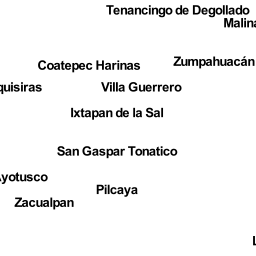 Tenancingo de Degollado
Malina
Zumpahuacán
Coatepec Harinas
quisiras
Villa Guerrero
Ixtapan de la Sal
San Gaspar Tonatico
Ayotusco
Pilcaya
Zacualpan